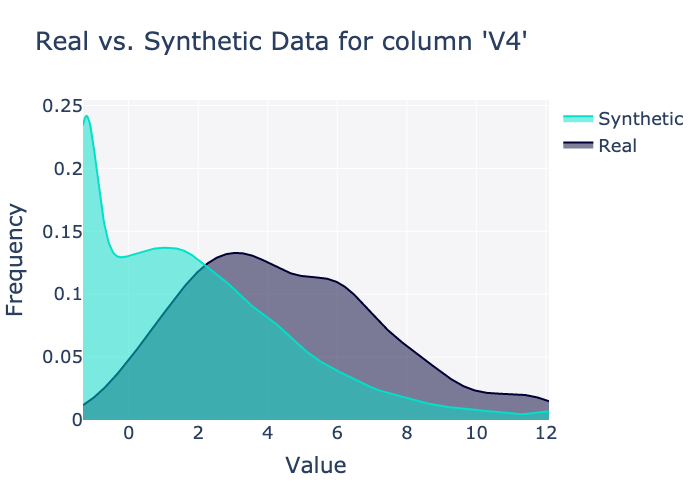 Real vs. Synthetic Data for column 'V4'
Synthetic
Real
Frequency
0.25
0.2
0.15
0.1
0.05
0
0 2 4 6 8 10 12
Value